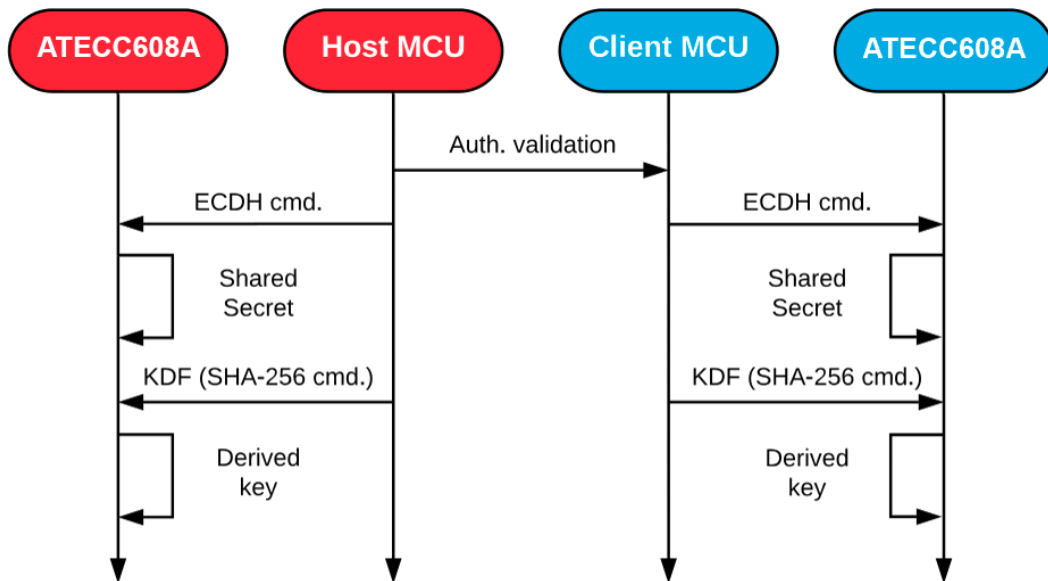 ATECC608A
Host MCU
Client MCU
ATECC608A
Auth. validation
ECDH cmd.
ECDH cmd.
Shared
Secret
Shared
Secret
KDF (SHA-256 cmd.)
KDF (SHA-256 cmd.)
Derived
key
Derived
key